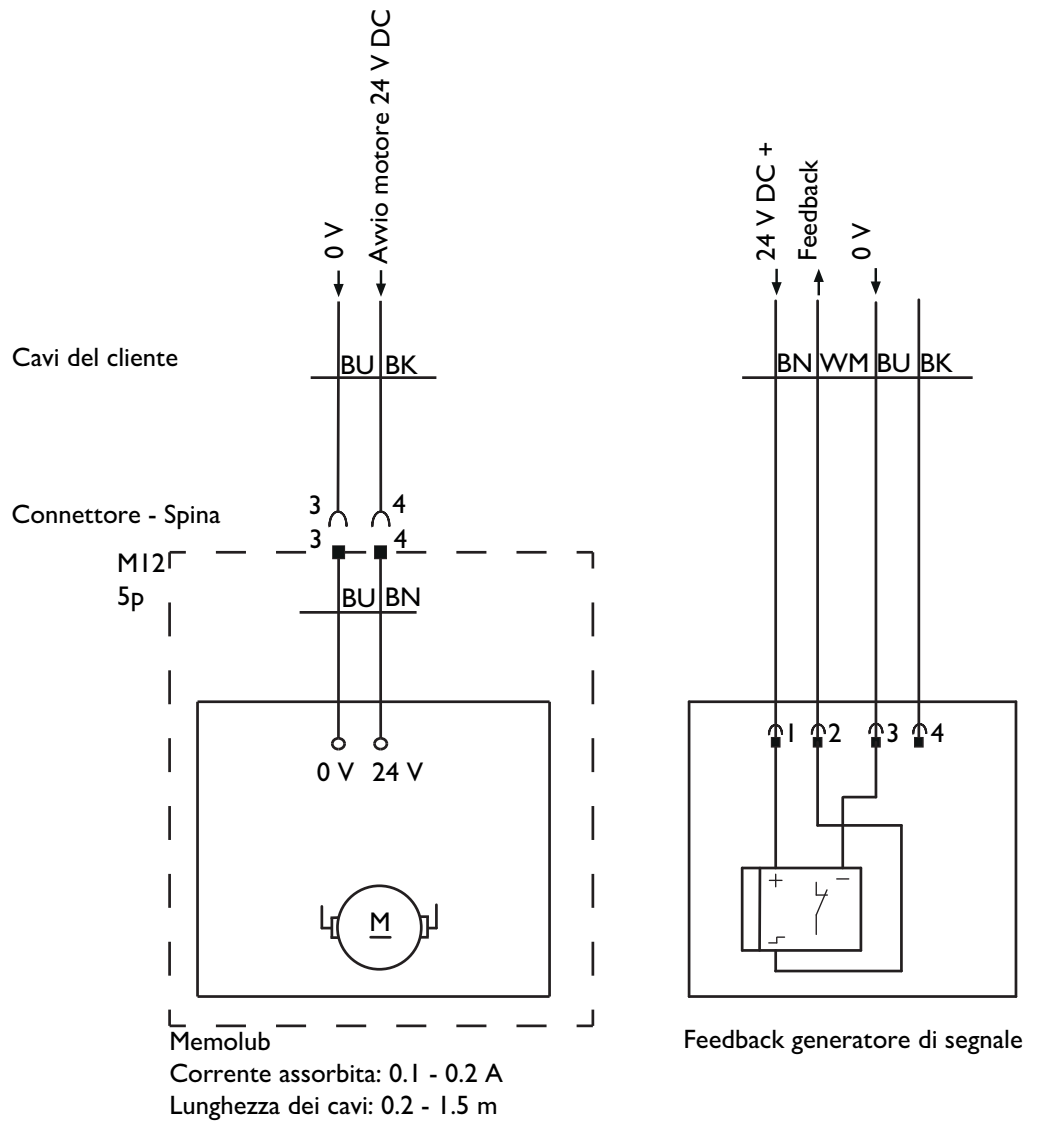 0 V
Avvio motore 24 V DC
24 V DC +
Feedback
0 V
Cavi del cliente
BU BK
BN WM BU BK
Connettore - Spina
3 4
3 4
M12
5p
BU BN
0 V 24 V
1 2 3 4
+ −
M
Memolub
Corrente assorbita: 0.1 - 0.2 A
Lunghezza dei cavi: 0.2 - 1.5 m
Feedback generatore di segnale